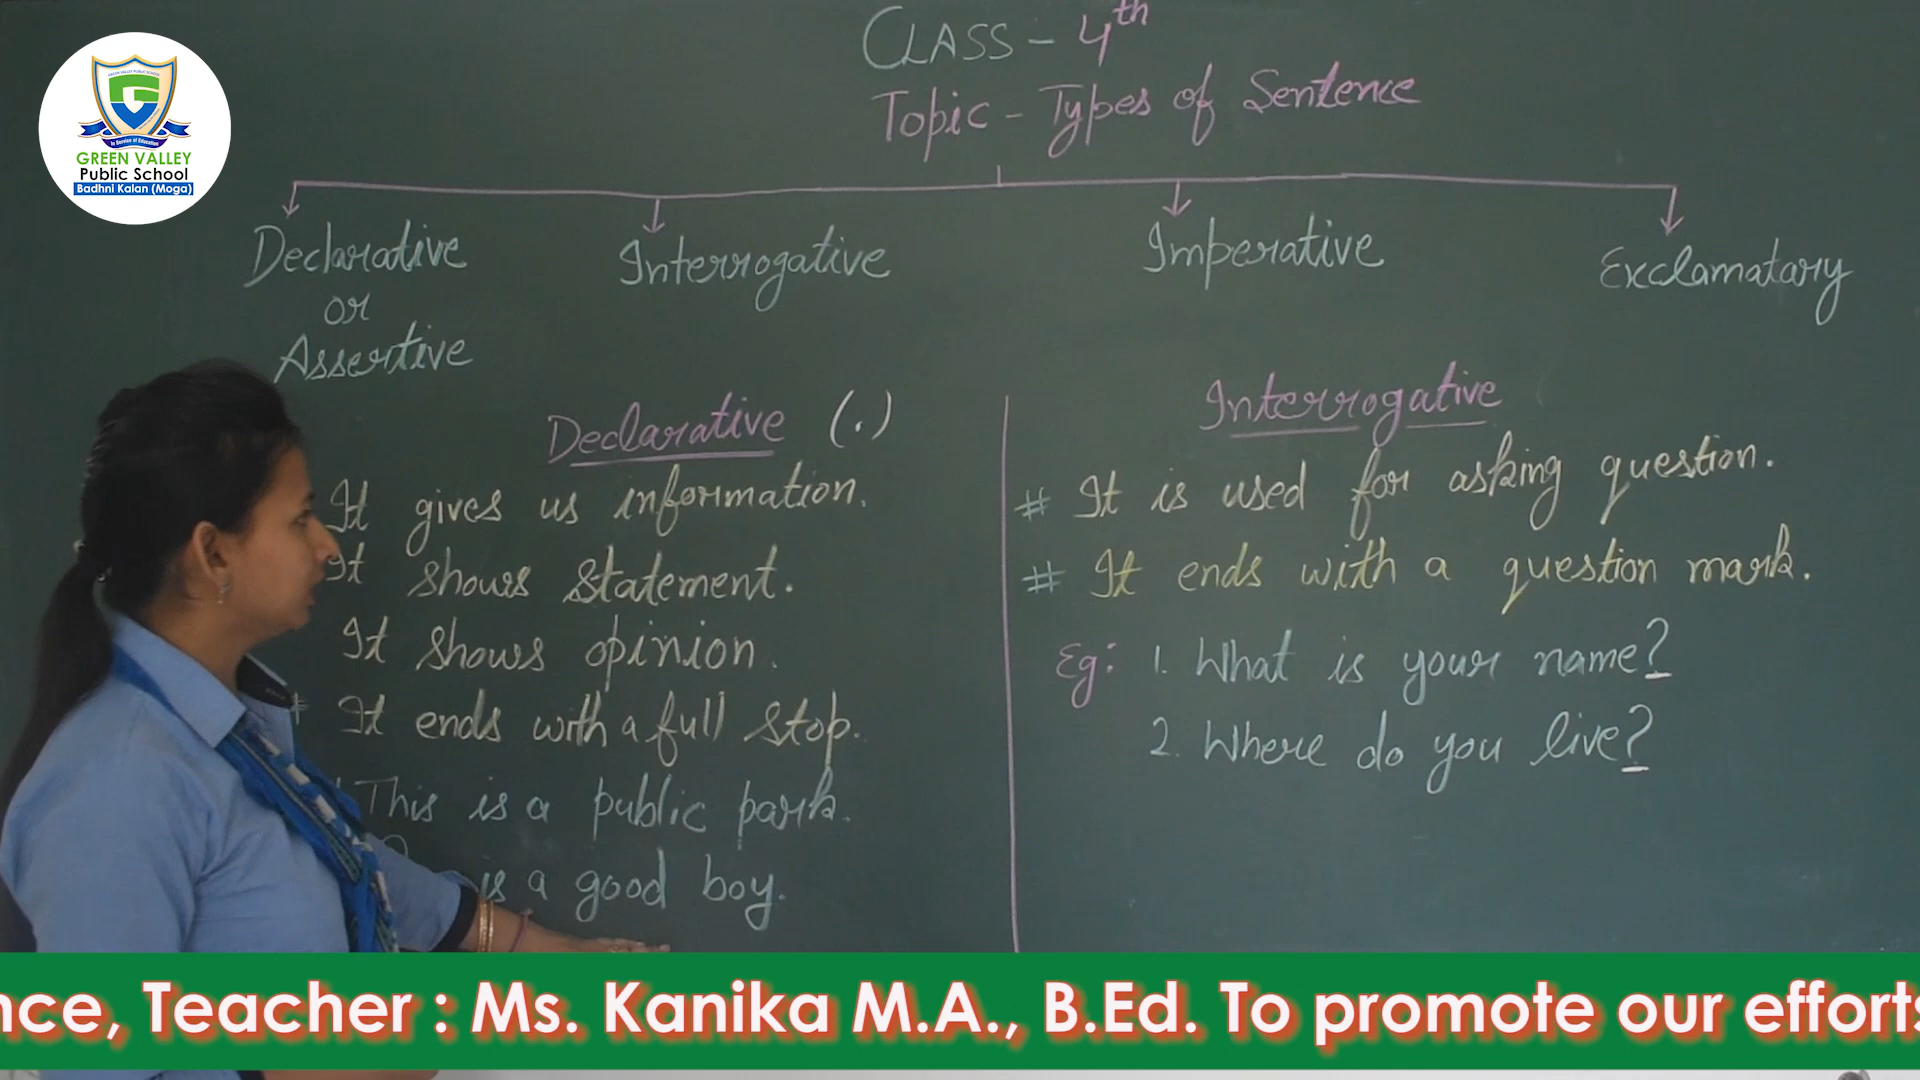 CLASS - 4th
Topic - Types of Sentence
GREEN VALLEY
Public School
Badhni Kalan (Moga)
Declarative
or
Assertive
Interrogative
Imperative
Exclamatary
Declarative (.)
It gives us information.
It shows statement.
It shows opinion.
It ends with a full stop.
This is a public park.
is a good boy.
Interrogative
# It is used for asking question.
# It ends with a question mark.
Eg: 1. What is your name?
2. Where do you live?
nce, Teacher : Ms. Kanika M.A., B.Ed. To promote our efforts